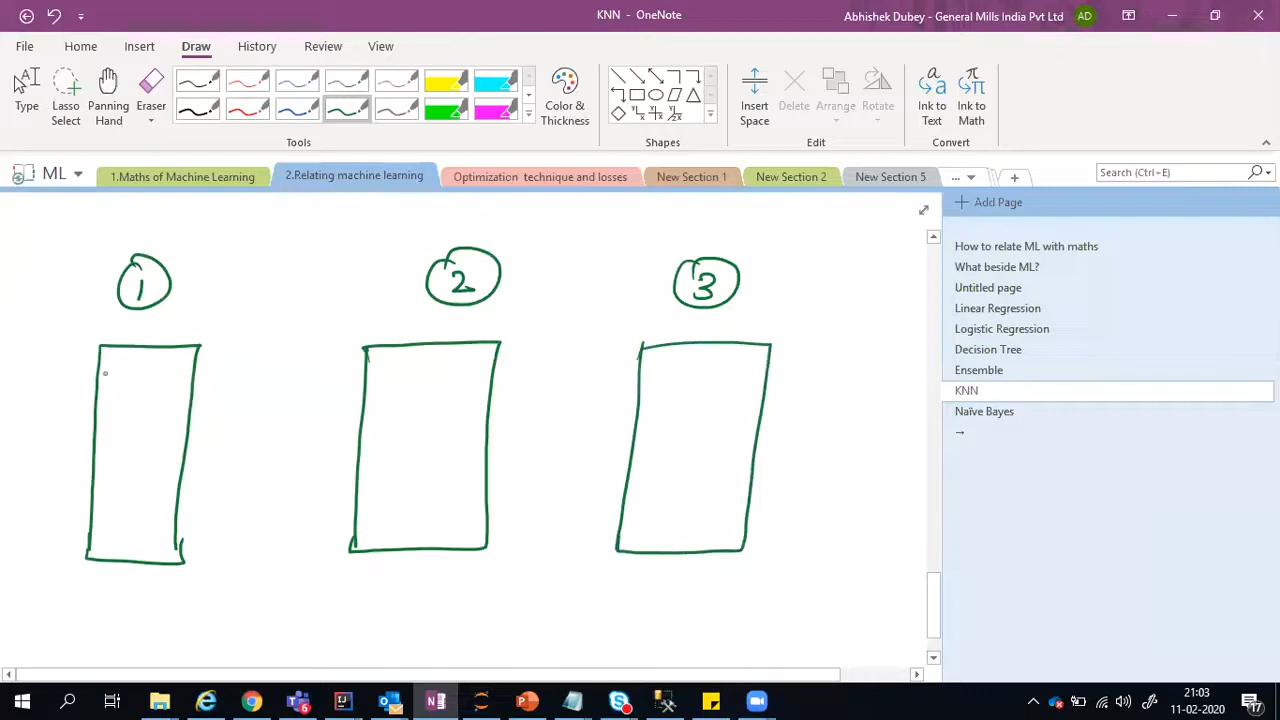 KNN - OneNote
Abhishek Dubey - General Mills India Pvt Ltd AD
File Home Insert Draw History Review View
Type
Lasso Select
Panning Hand
Eraser
Color & Thickness
Insert Space
Delete
Arrange
Rotate
Ink to Text
Ink to Math
Tools
Shapes
Edit
Convert
ML
1.Maths of Machine Learning
2.Relating machine learning
Optimization technique and losses
New Section 1
New Section 2
New Section 5
...
Search (Ctrl+E)
Add Page
How to relate ML with maths
What beside ML?
Untitled page
Linear Regression
Logistic Regression
Decision Tree
Ensemble
KNN
Naïve Bayes
→
1 2 3
21:03
11-02-2020
17